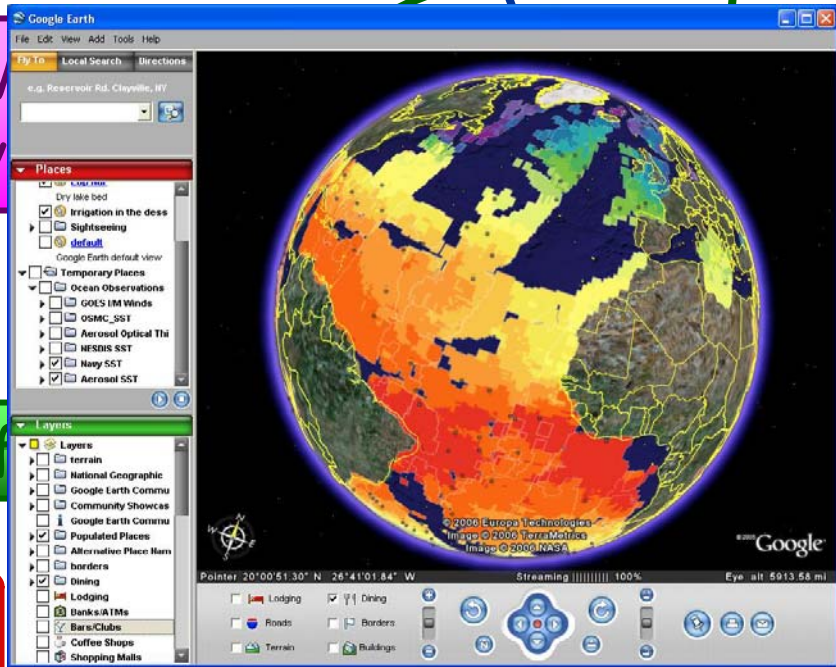 Google Earth
File Edit View Add Tools Help
Fly To Local Search Directions
e.g. Reservoir Rd. Clayville, NY
Places
Lop Nur
Dry lake bed
Irrigation in the dess
Sightseeing
default
Google Earth default view
Temporary Places
Ocean Observations
GOES I/M Winds
OSMC_SST
Aerosol Optical Thi
NESDIS SST
Navy SST
Aerosol SST
Layers
Layers
terrain
National Geographic
Google Earth Commu
Community Showcas
Google Earth Commu
Populated Places
Alternative Place Nam
borders
Dining
Lodging
Banks/ATMs
Bars/Clubs
Coffee Shops
Shopping Malls
N
W
E
S
© 2006 Europa Technologies
Image © 2006 TerraMetrics
Image © 2006 NASA
Google
Pointer 20°00'51.30" N 26°41'01.84" W Streaming |||||||||| 100% Eye alt 5913.58 mi
Lodging Dining
Roads Borders
Terrain Buildings
N